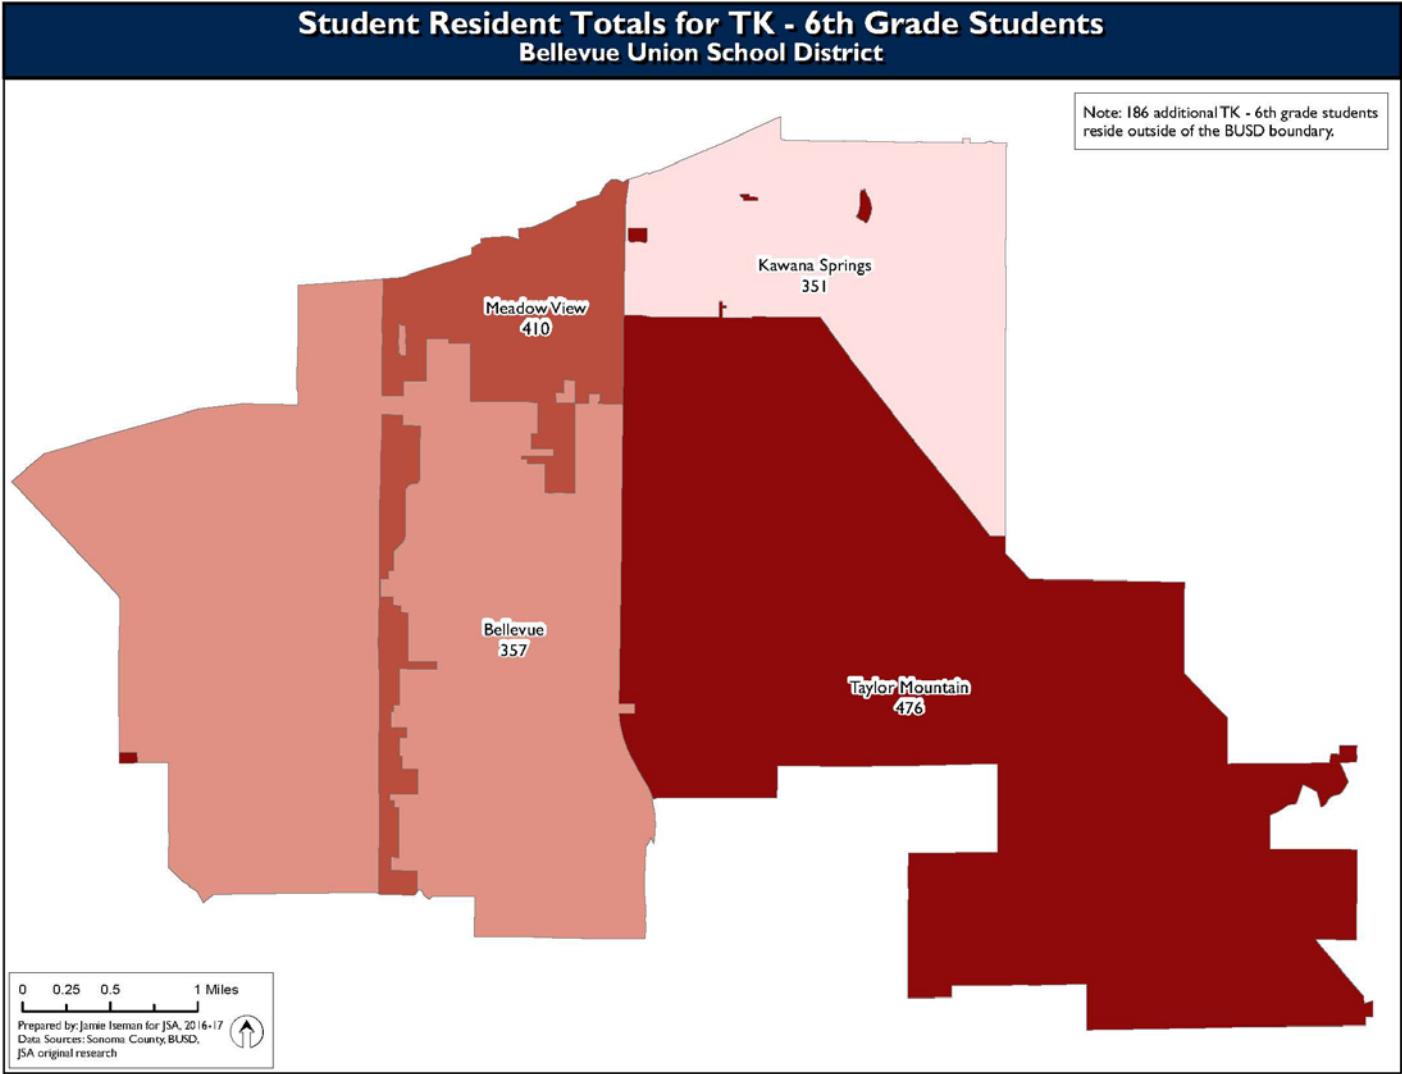 Student Resident Totals for TK - 6th Grade Students
Bellevue Union School District
Note: 186 additional TK - 6th grade students
reside outside of the BUSD boundary.
Kawana Springs
351
Meadow View
410
Bellevue
357
Taylor Mountain
476
0 0.25 0.5 1 Miles
Prepared by: Jamie Iseman for JSA, 2016-17
Data Sources: Sonoma County, BUSD,
JSA original research